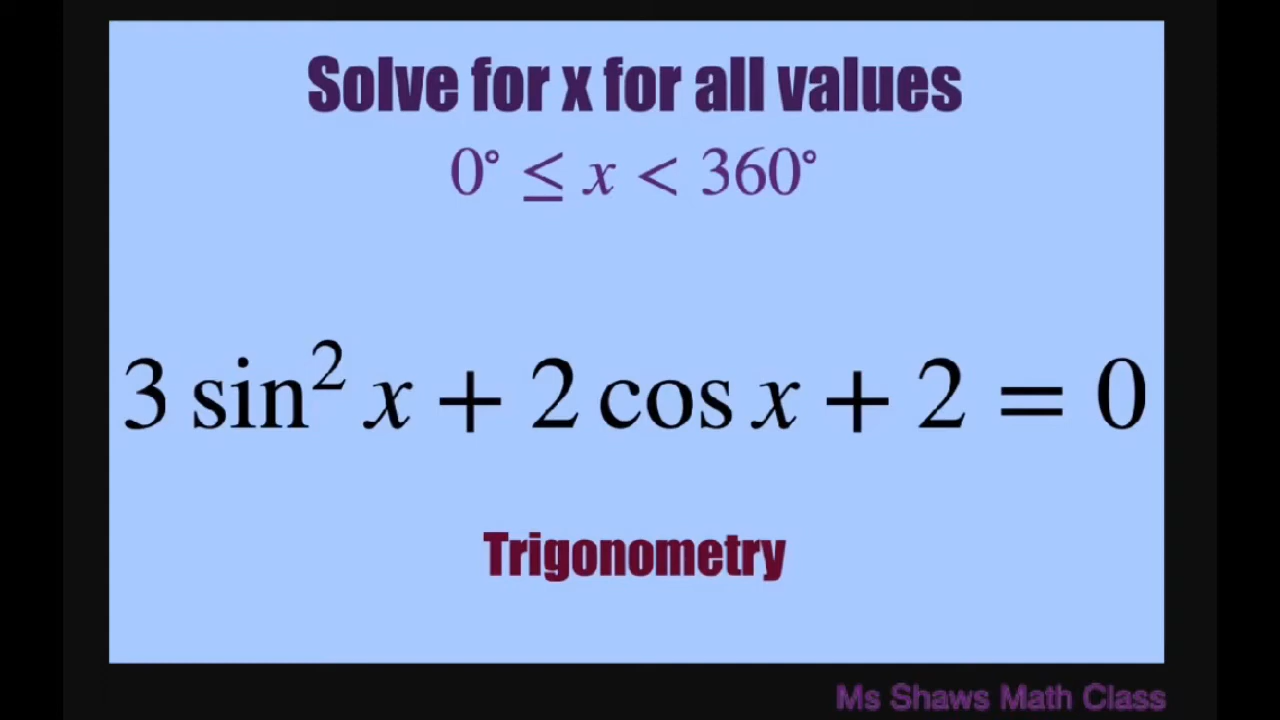 Solve for x for all values
0° ≤ x < 360°
3 sin² x + 2 cos x + 2 = 0
Trigonometry
Ms Shaws Math Class